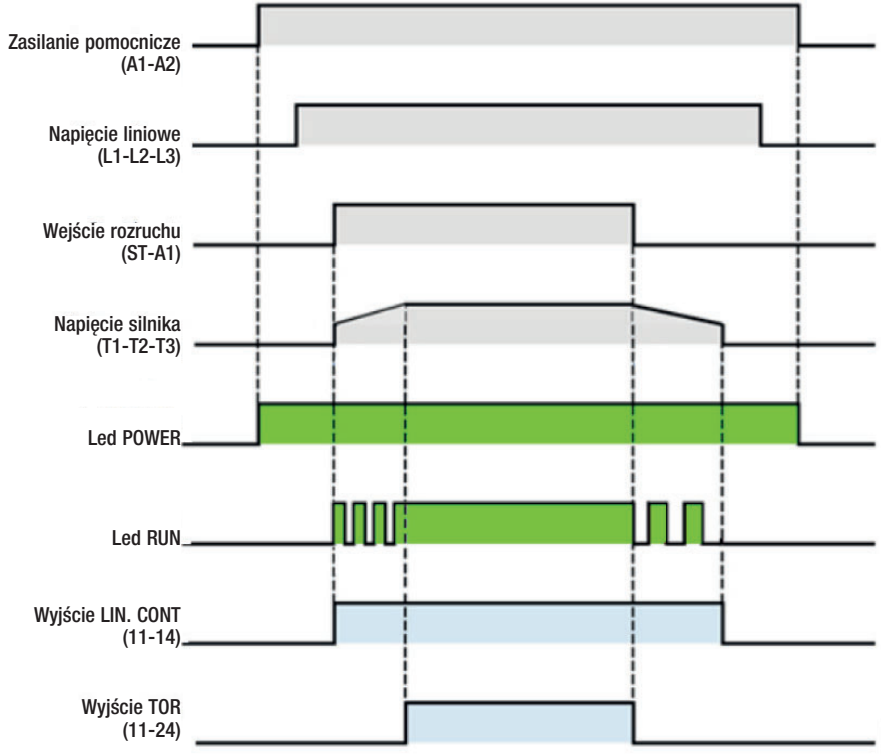 Zasilanie pomocnicze
(A1-A2)
Napięcie liniowe
(L1-L2-L3)
Wejście rozruchu
(ST-A1)
Napięcie silnika
(T1-T2-T3)
Led POWER
Led RUN
Wyjście LIN. CONT
(11-14)
Wyjście TOR
(11-24)